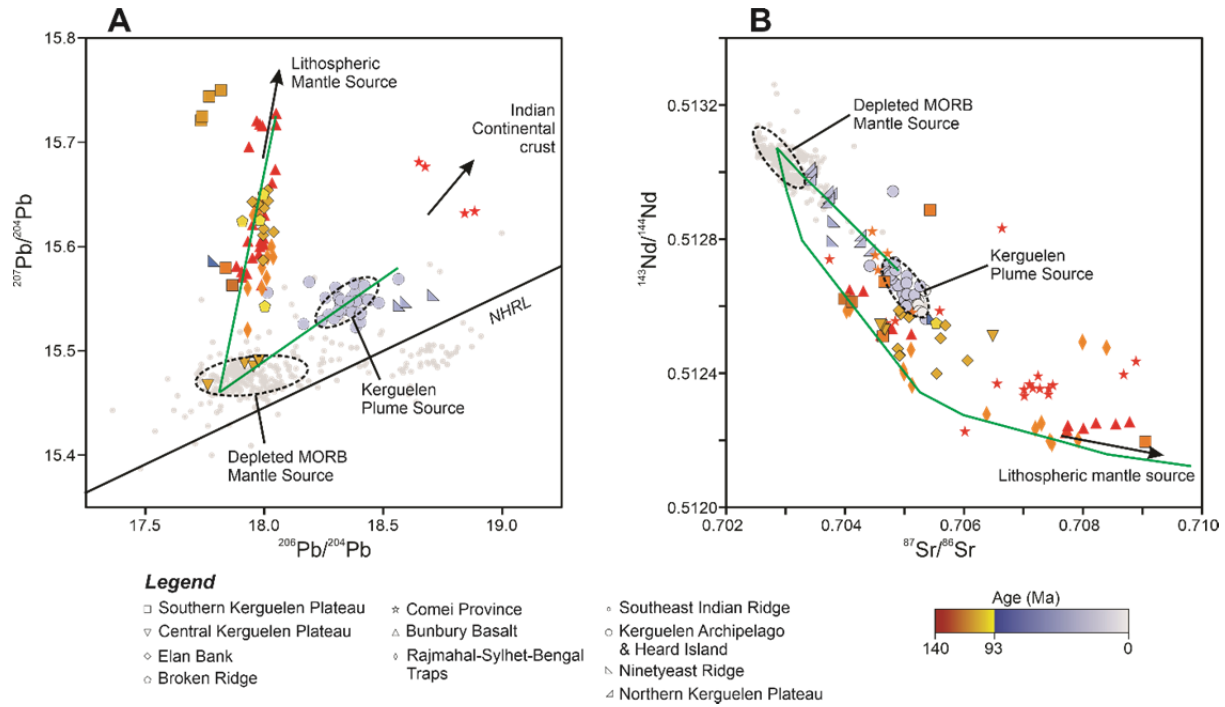 A
15.8
15.7
15.6
15.5
15.4
²⁰⁷Pb/²⁰⁴Pb
Lithospheric
Mantle Source
Indian
Continental
crust
NHRL
Kerguelen
Plume Source
Depleted MORB
Mantle Source
17.5 18.0 18.5 19.0
²⁰⁶Pb/²⁰⁴Pb
B
0.5132
0.5128
0.5124
0.5120
¹⁴³Nd/¹⁴⁴Nd
Depleted MORB
Mantle Source
Kerguelen
Plume Source
Lithospheric mantle source
0.702 0.704 0.706 0.708 0.710
⁸⁷Sr/⁸⁶Sr
Legend
Southern Kerguelen Plateau
Central Kerguelen Plateau
Elan Bank
Broken Ridge
Comei Province
Bunbury Basalt
Rajmahal-Sylhet-Bengal
Traps
Southeast Indian Ridge
Kerguelen Archipelago
& Heard Island
Ninetyeast Ridge
Northern Kerguelen Plateau
Age (Ma)
140 93 0